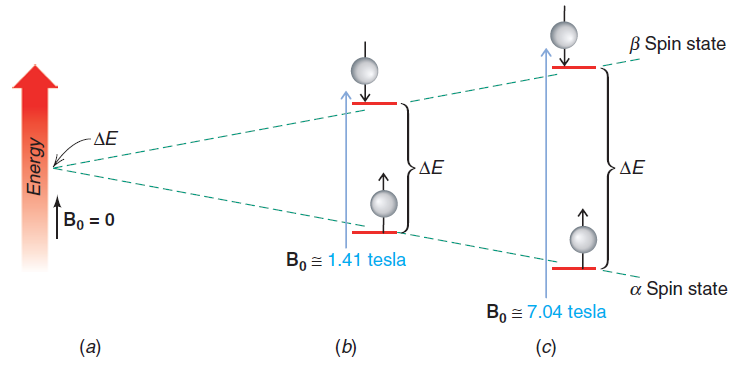 β Spin state
ΔE
Energy
ΔE
ΔE
B₀ = 0
B₀ ≅ 1.41 tesla
α Spin state
B₀ ≅ 7.04 tesla
(a)
(b)
(c)